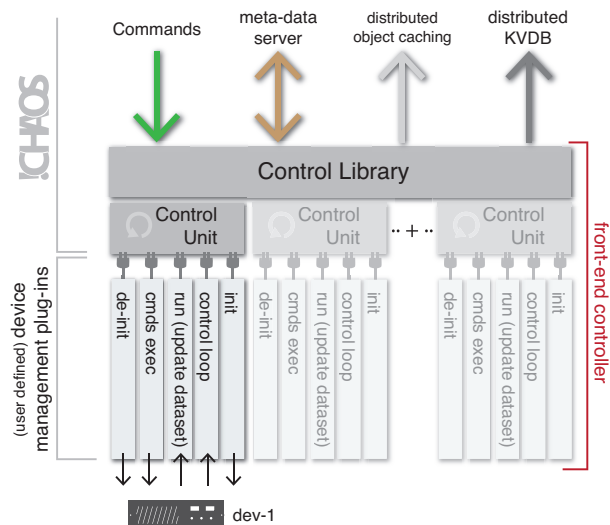 Commands
meta-data
server
distributed
object caching
distributed
KVDB
!CHAOS
Control Library
Control
Unit
Control
Unit
·· + ··
Control
Unit
front-end controller
(user defined) device
management plug-ins
de-init
cmds exec
run (update dataset)
control loop
init
de-init
cmds exec
run (update dataset)
control loop
init
de-init
cmds exec
run (update dataset)
control loop
init
dev-1